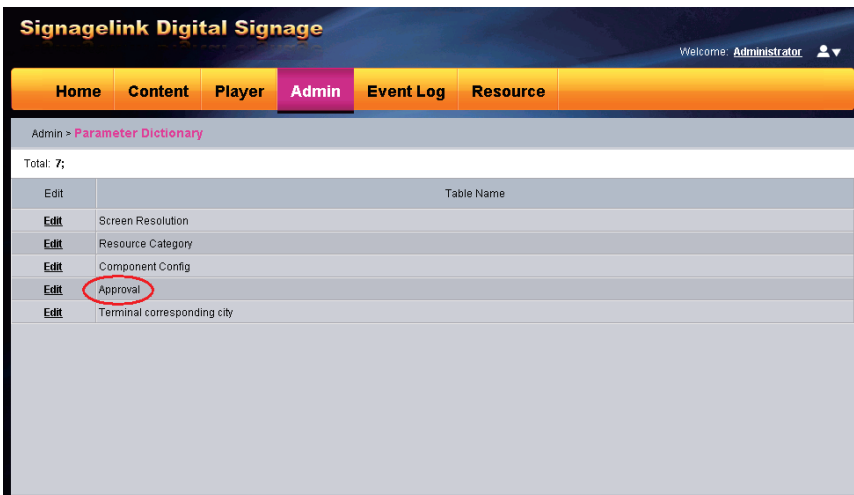 Signagelink Digital Signage
Welcome: Administrator
Home Content Player Admin Event Log Resource
Admin > Parameter Dictionary
Total: 7;
Edit Table Name
Edit Screen Resolution
Edit Resource Category
Edit Component Config
Edit Approval
Edit Terminal corresponding city